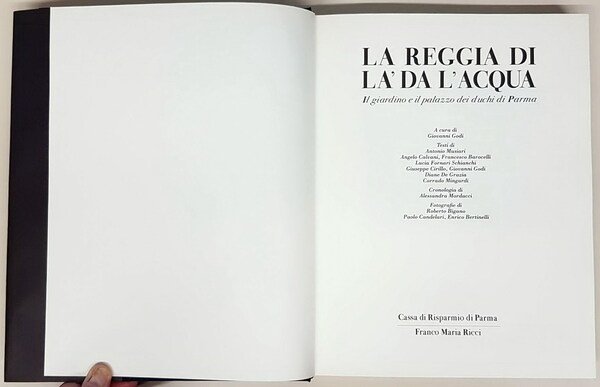 LA REGGIA DI
LA' DA L'ACQUA
Il giardino e il palazzo dei duchi di Parma
A cura di
Giovanni Godi
Testi di
Antonio Musiari
Angelo Calvani, Francesco Barocelli
Lucia Fornari Schianchi
Giuseppe Cirillo, Giovanni Godi
Diane De Grazia
Corrado Mingardi
Cronologia di
Alessandra Mordacci
Fotografie di
Roberto Bigano
Paolo Candelari, Enrico Bertinelli
Cassa di Risparmio di Parma
Franco Maria Ricci